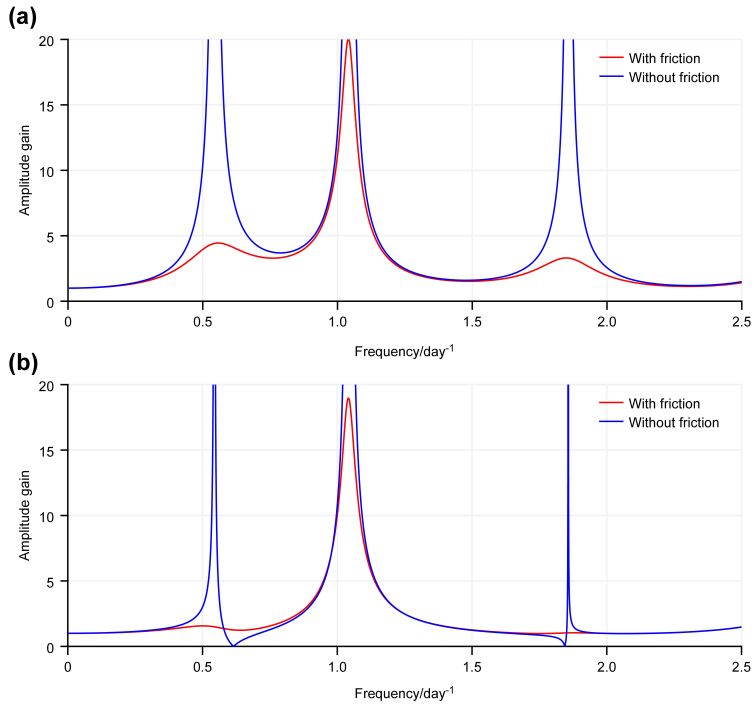 (a)
20
15
10
5
0
Amplitude gain
With friction
Without friction
0 0.5 1.0 1.5 2.0 2.5
Frequency/day-1
(b)
20
15
10
5
0
Amplitude gain
With friction
Without friction
0 0.5 1.0 1.5 2.0 2.5
Frequency/day-1